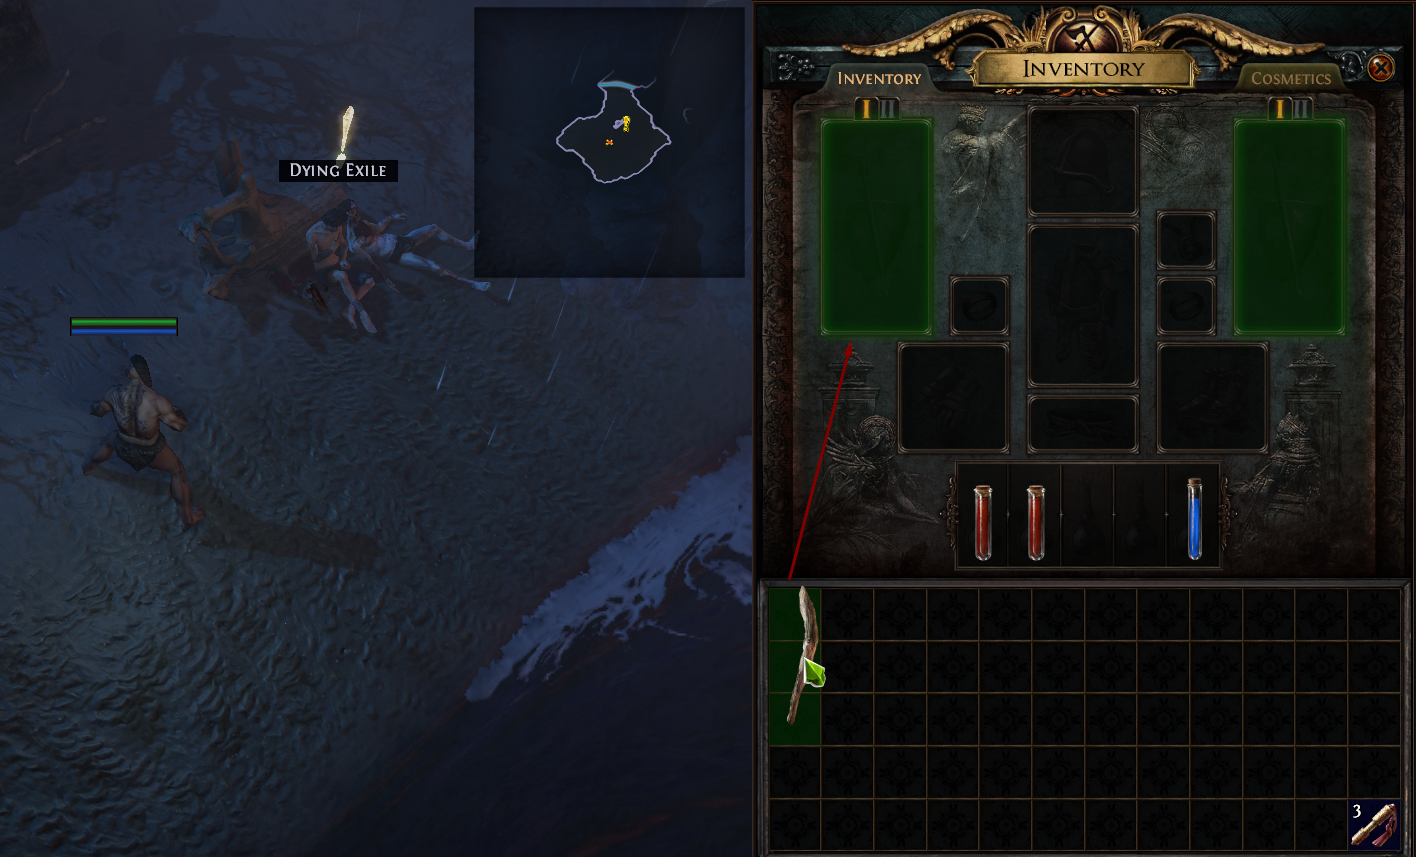 DYING EXILE
INVENTORY
INVENTORY
COSMETICS
I II
I II
3